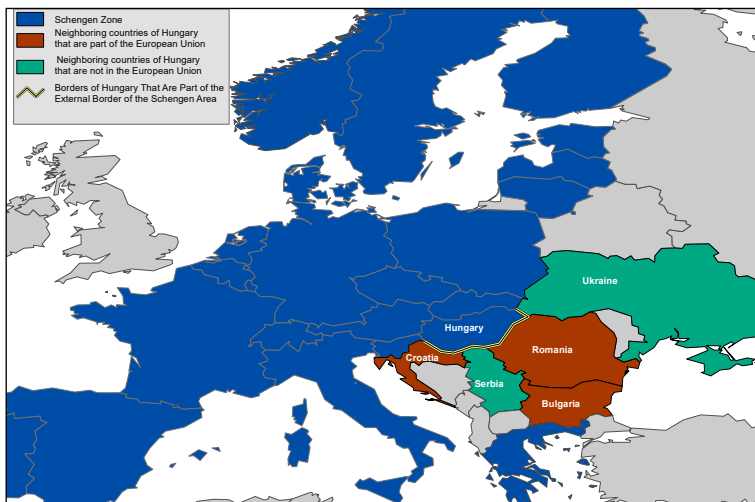 Schengen Zone
Neighboring countries of Hungary
that are part of the European Union
Neighboring countries of Hungary
that are not in the European Union
Borders of Hungary That Are Part of the
External Border of the Schengen Area
Ukraine
Hungary
Croatia
Romania
Serbia
Bulgaria